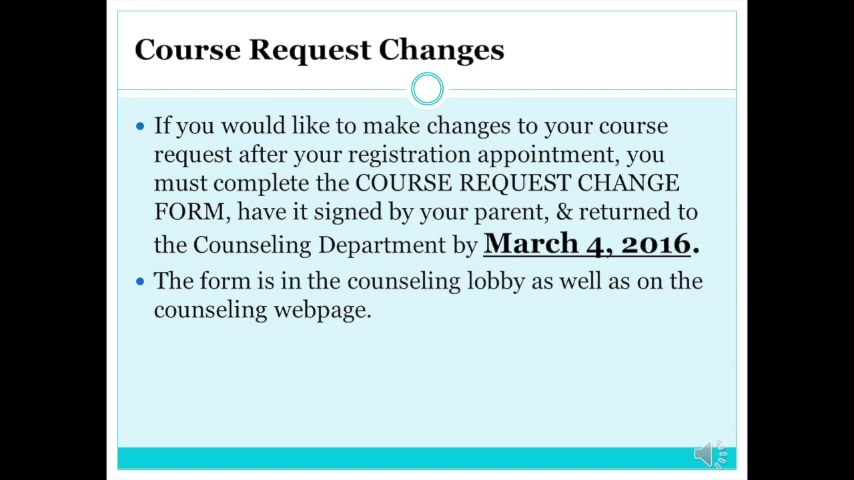 Course Request Changes
• If you would like to make changes to your course
request after your registration appointment, you
must complete the COURSE REQUEST CHANGE
FORM, have it signed by your parent, & returned to
the Counseling Department by March 4, 2016.
• The form is in the counseling lobby as well as on the
counseling webpage.